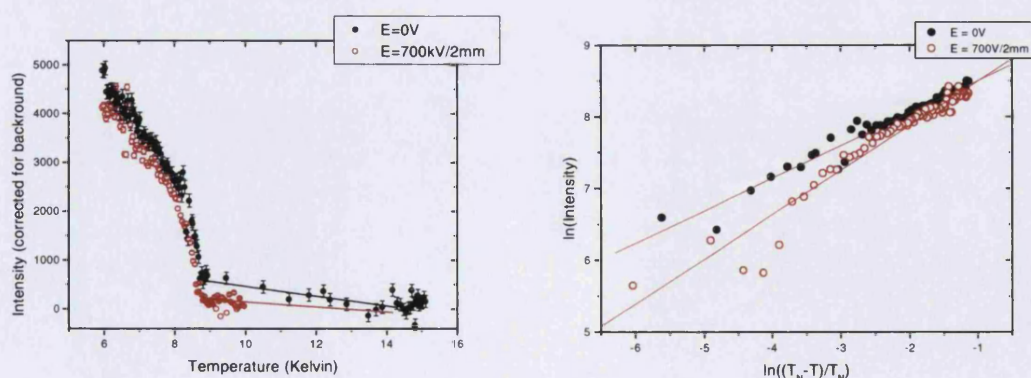 E=0V
E=700kV/2mm
Intensity (corrected for backround)
5000
4000
3000
2000
1000
0
6
8
10
12
14
16
Temperature (Kelvin)
E = 0V
E = 700V/2mm
ln(Intensity)
9
8
7
6
5
-6
-5
-4
-3
-2
-1
ln((T_N-T)/T_N)